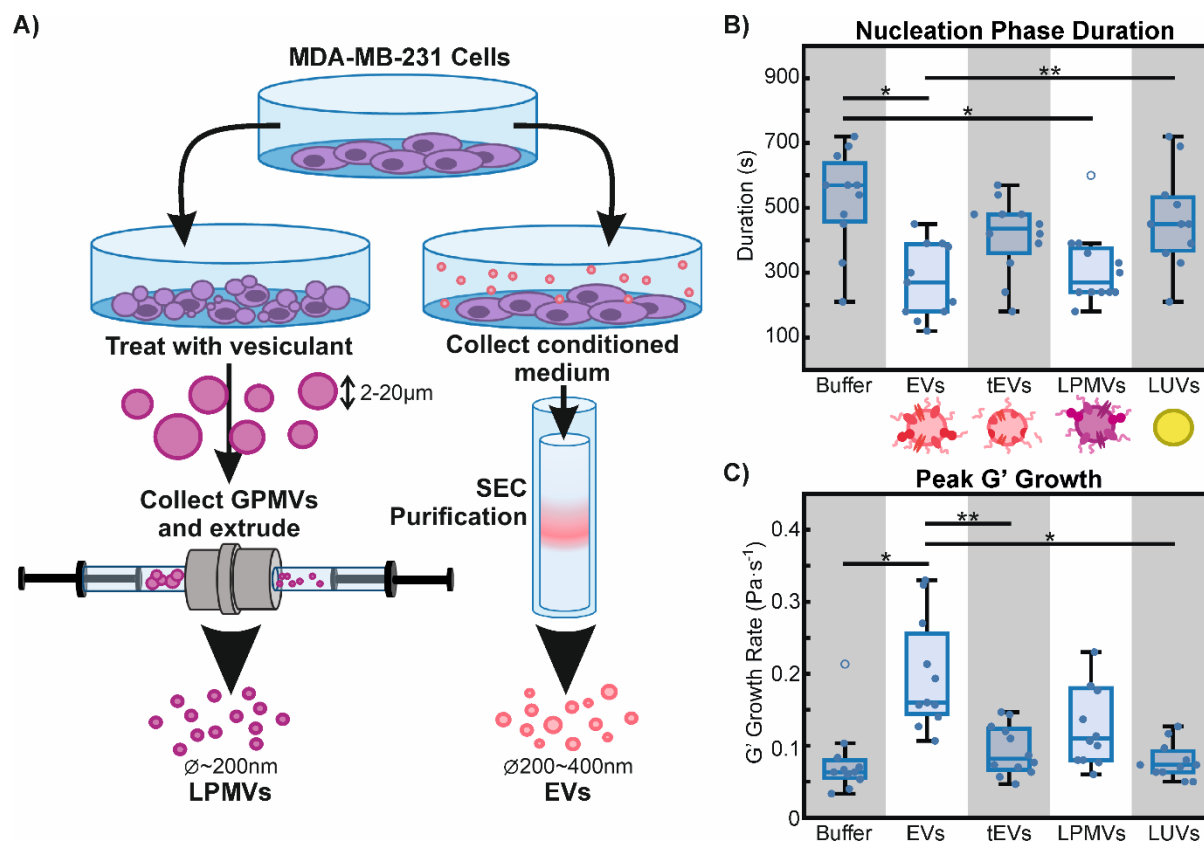 A)
MDA-MB-231 Cells
Treat with vesiculant
Collect conditioned
medium
2-20μm
Collect GPMVs
and extrude
SEC
Purification
Ø~200nm
LPMVs
Ø200~400nm
EVs
B)
Nucleation Phase Duration
Duration (s)
900
700
500
300
100
*
**
*
Buffer EVs tEVs LPMVs LUVs
C)
Peak G' Growth
G' Growth Rate (Pa·s⁻¹)
0.4
0.3
0.2
0.1
0
**
*
*
Buffer EVs tEVs LPMVs LUVs